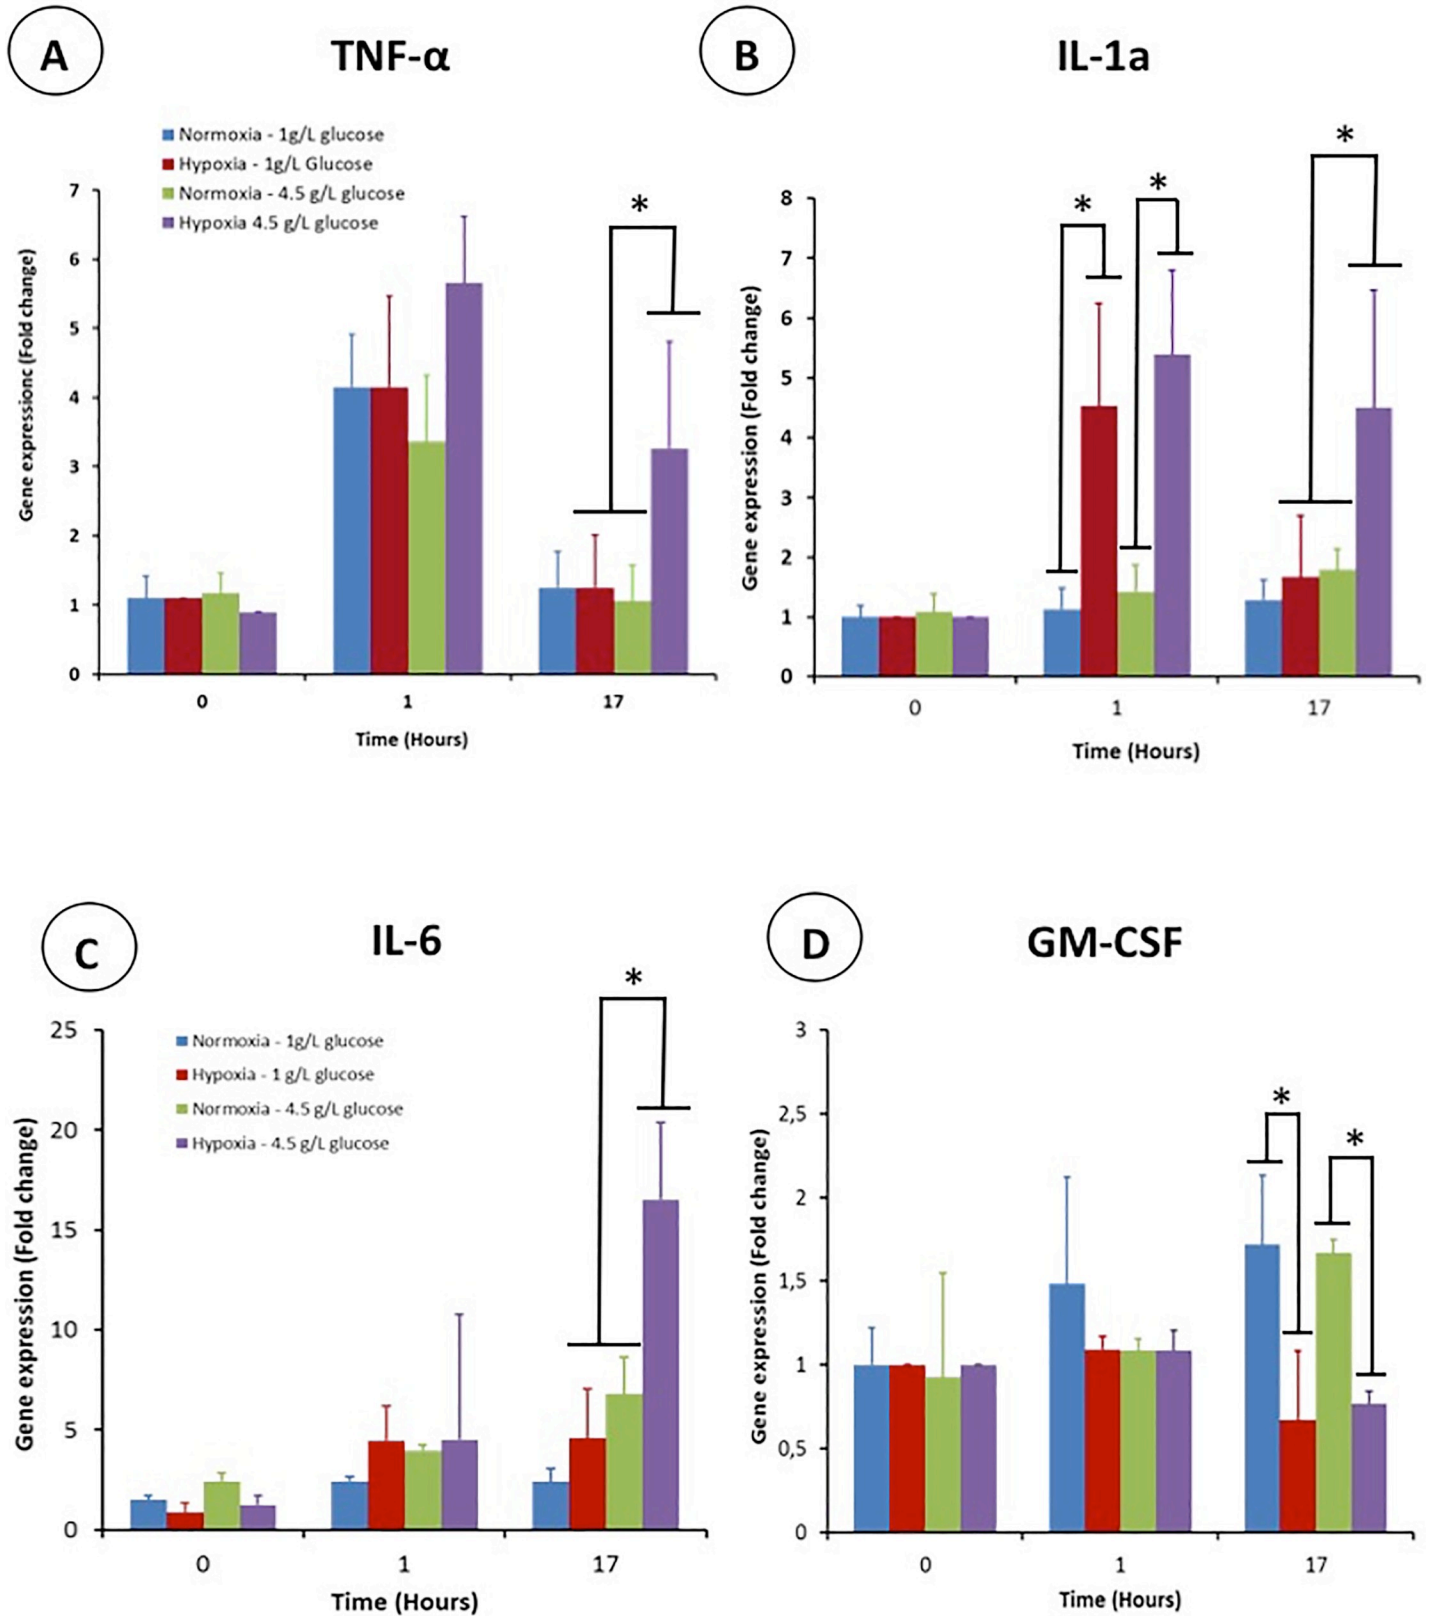 A
TNF-α
Normoxia - 1g/L glucose
Hypoxia - 1g/L Glucose
Normoxia - 4.5 g/L glucose
Hypoxia 4.5 g/L glucose
Gene expressionc (Fold change)
7
6
5
4
3
2
1
0
*
0
1
17
Time (Hours)
B
IL-1a
Gene expression (Fold change)
8
7
6
5
4
3
2
1
0
*
*
*
0
1
17
Time (Hours)
C
IL-6
Normoxia - 1g/L glucose
Hypoxia - 1 g/L glucose
Normoxia - 4.5 g/L glucose
Hypoxia - 4.5 g/L glucose
Gene expression (Fold change)
25
20
15
10
5
0
*
0
1
17
Time (Hours)
D
GM-CSF
Gene expression (Fold change)
3
2,5
2
1,5
1
0,5
0
*
*
0
1
17
Time (Hours)